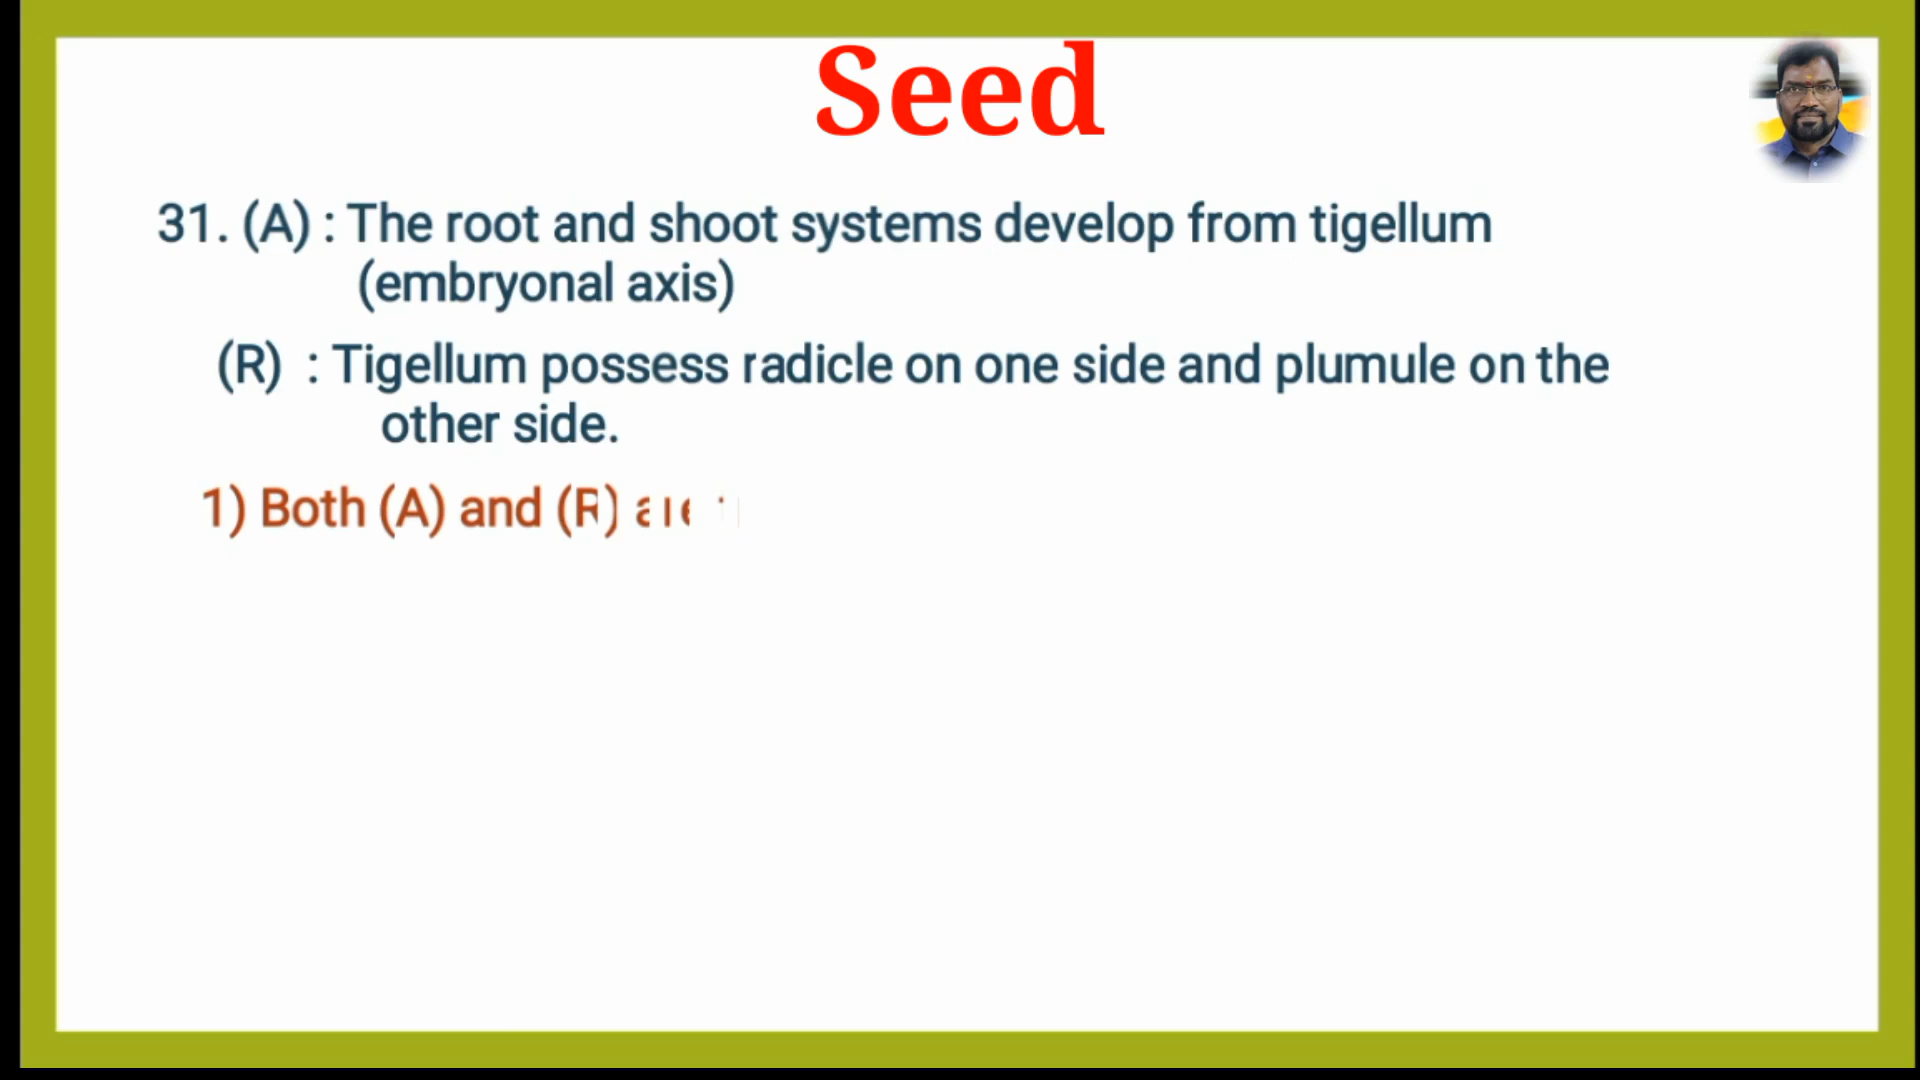 Seed
31. (A) : The root and shoot systems develop from tigellum
(embryonal axis)
(R) : Tigellum possess radicle on one side and plumule on the
other side.
1) Both (A) and (R) are